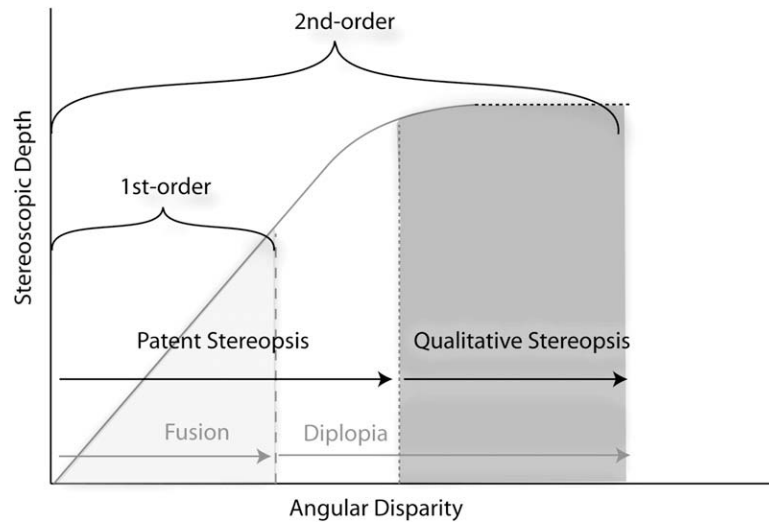 2nd-order
1st-order
Stereoscopic Depth
Patent Stereopsis
Qualitative Stereopsis
Fusion
Diplopia
Angular Disparity